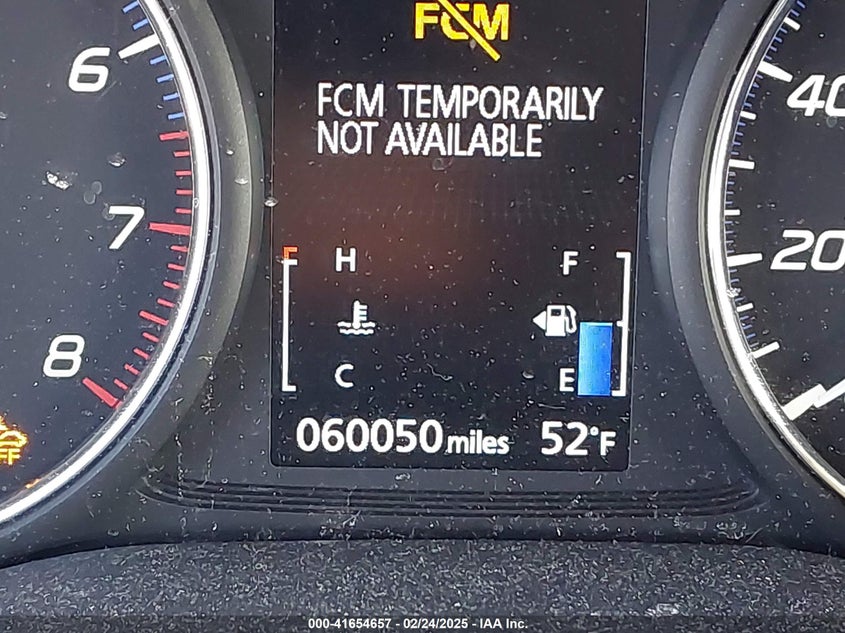 FCM
FCM TEMPORARILY
NOT AVAILABLE
6
7
8
40
20
H
F
C
E
060050 miles 52°F
000-41654657 - 02/24/2025 - IAA Inc.